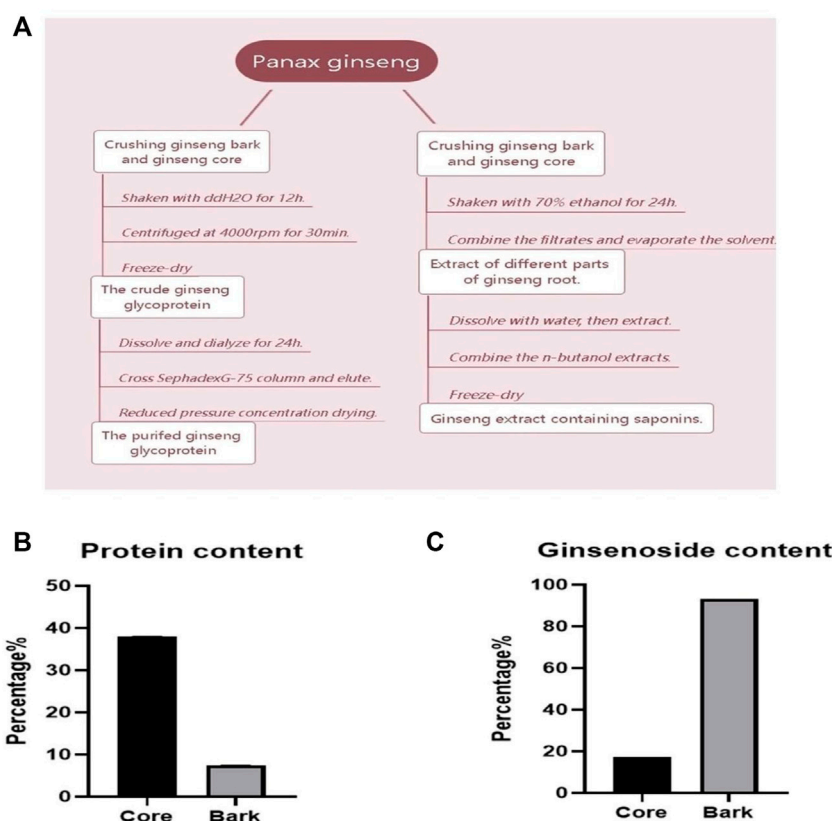 A
Panax ginseng
Crushing ginseng bark
and ginseng core
Shaken with ddH2O for 12h.
Centrifuged at 4000rpm for 30min.
Freeze-dry
The crude ginseng
glycoprotein
Dissolve and dialyze for 24h.
Cross SephadexG-75 column and elute.
Reduced pressure concentration drying.
The purifed ginseng
glycoprotein
Crushing ginseng bark
and ginseng core
Shaken with 70% ethanol for 24h.
Combine the filtrates and evaporate the solvent.
Extract of different parts
of ginseng root.
Dissolve with water, then extract.
Combine the n-butanol extracts.
Freeze-dry
Ginseng extract containing saponins.
B
Protein content
Percentage%
50
40
30
20
10
0
Core Bark
C
Ginsenoside content
Percentage%
100
80
60
40
20
0
Core Bark